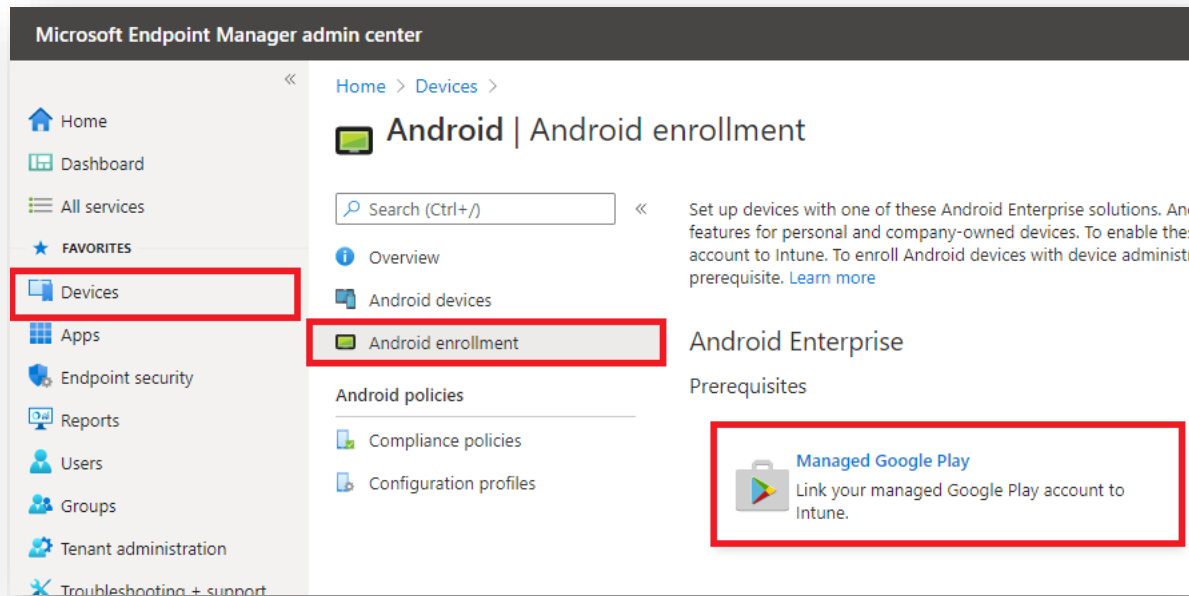 Microsoft Endpoint Manager admin center
Home
Dashboard
All services
FAVORITES
Devices
Apps
Endpoint security
Reports
Users
Groups
Tenant administration
Troubleshooting + support
Home > Devices >
Android | Android enrollment
Search (Ctrl+/)
Overview
Android devices
Android enrollment
Android policies
Compliance policies
Configuration profiles
Set up devices with one of these Android Enterprise solutions.
features for personal and company-owned devices. To enable
account to Intune. To enroll Android devices with device
prerequisite. Learn more
Android Enterprise
Prerequisites
Managed Google Play
Link your managed Google Play account to
Intune.